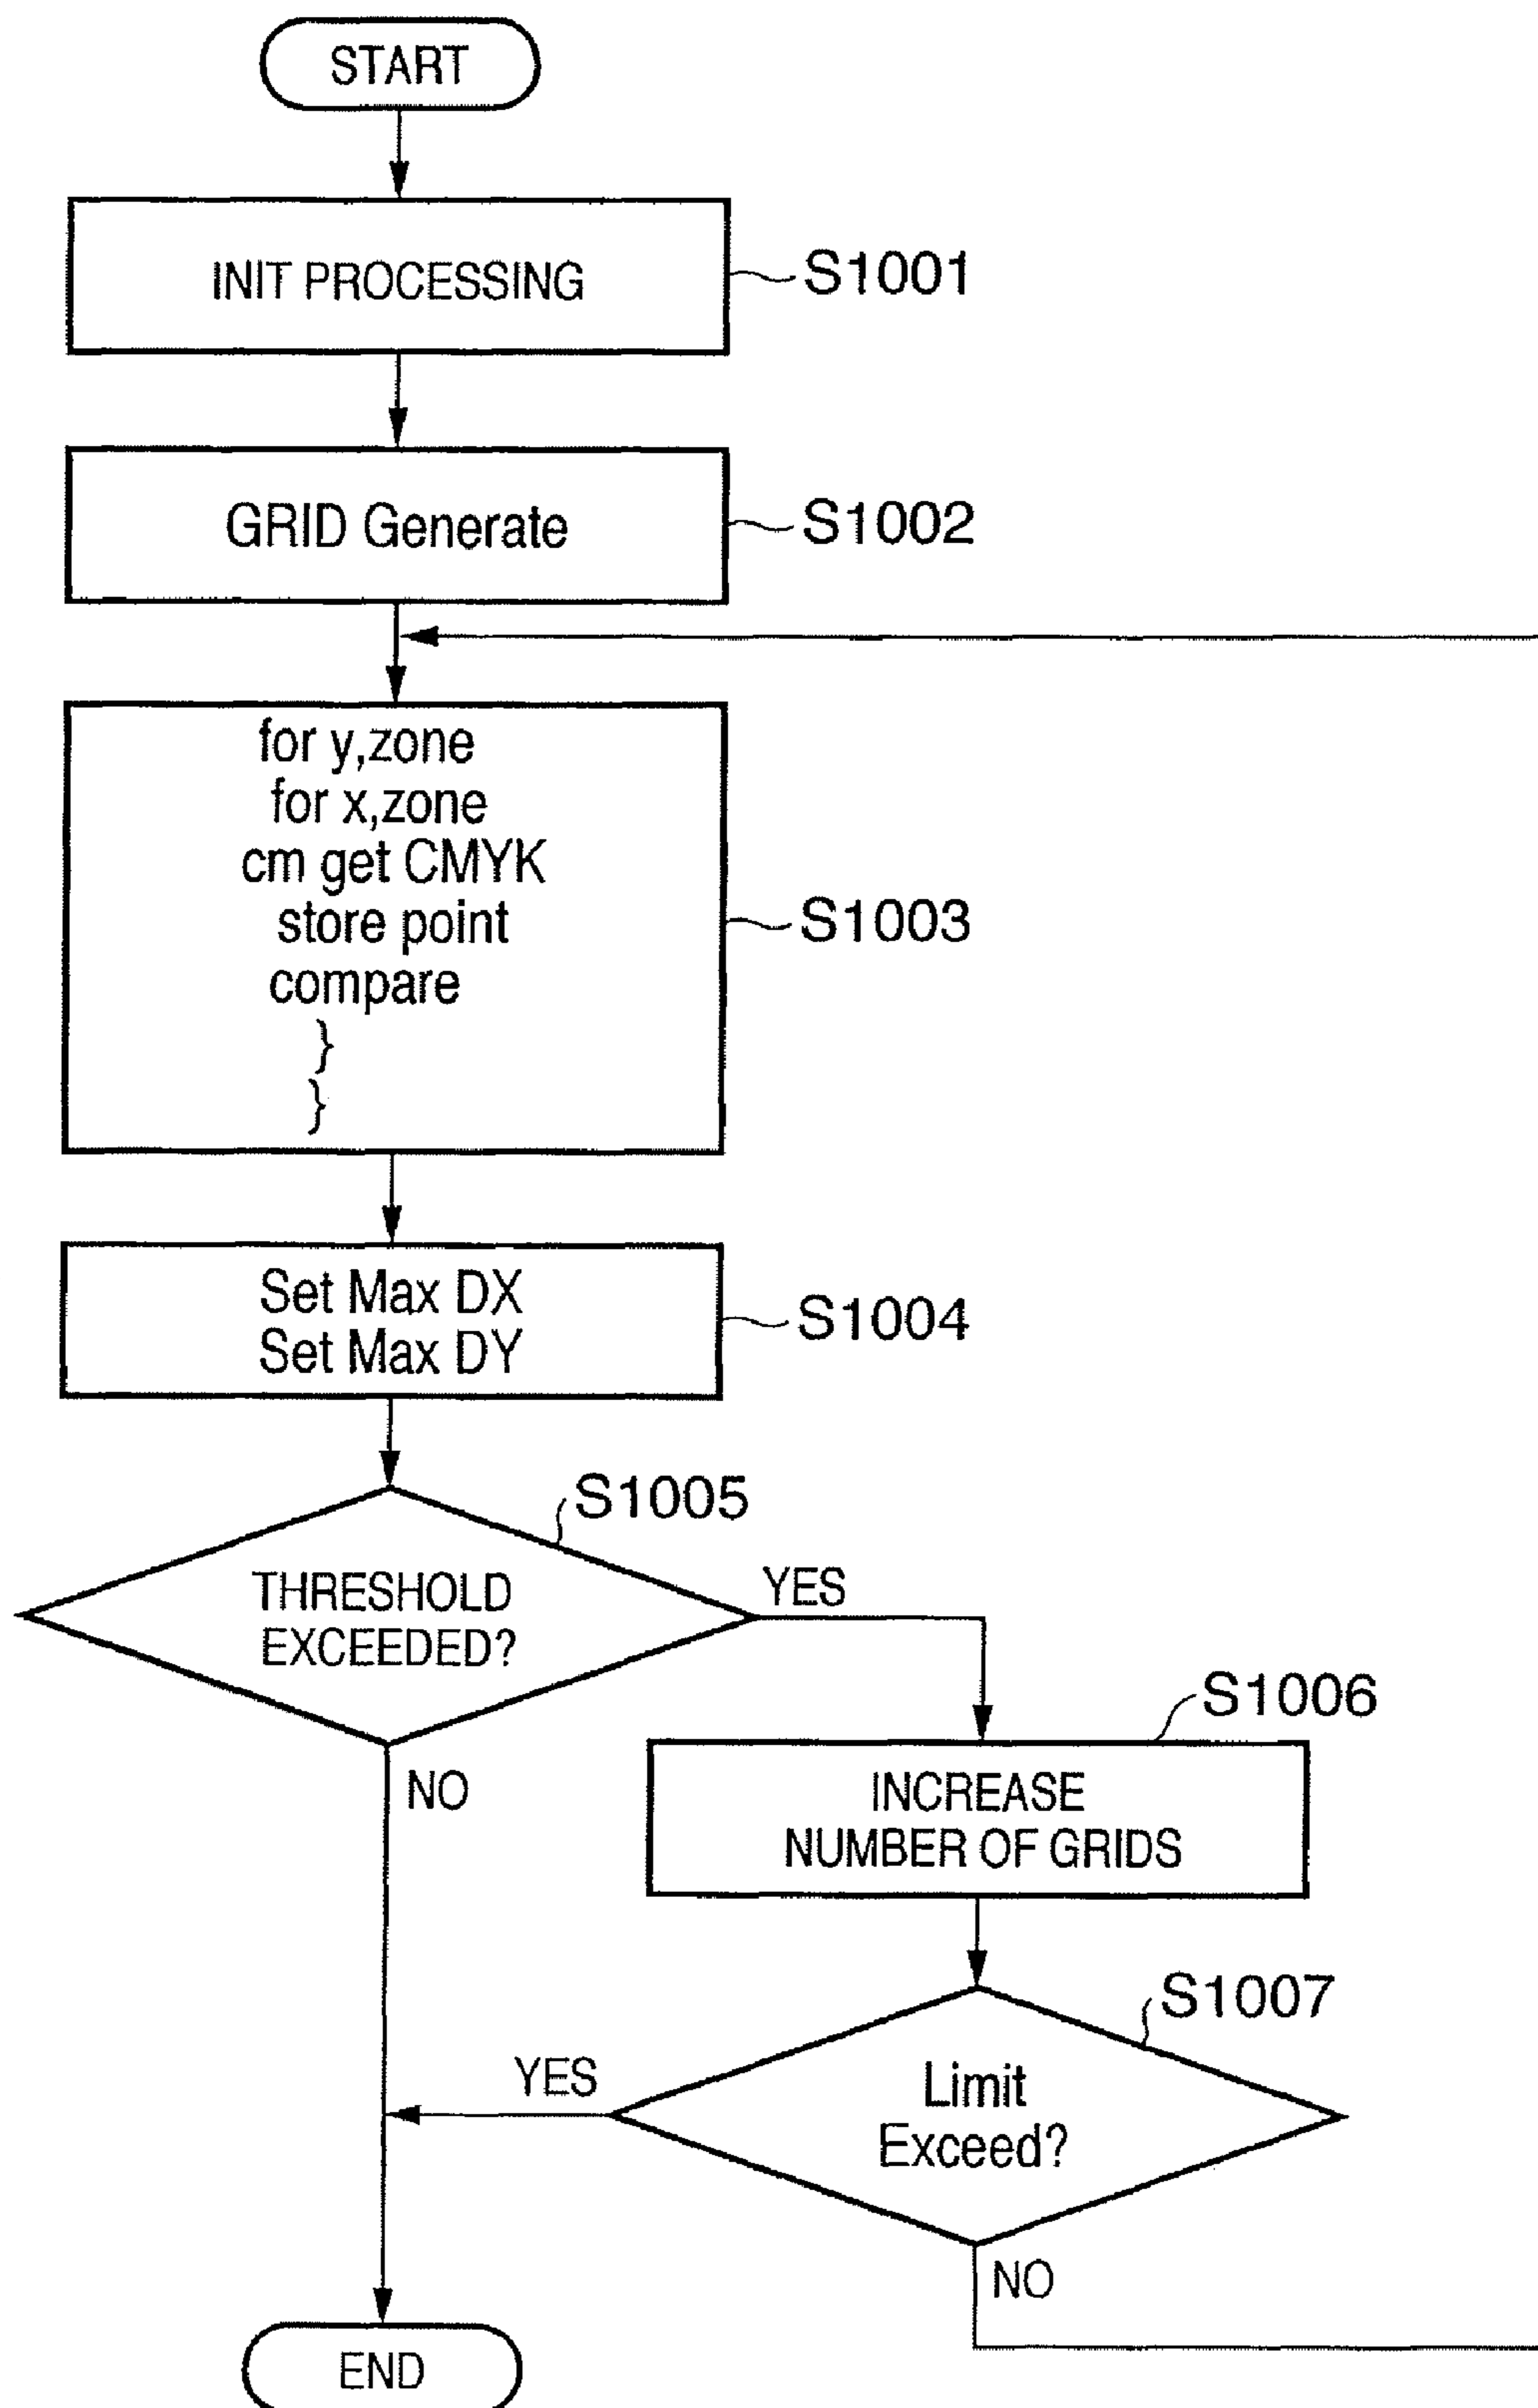 START
INIT PROCESSING
S1001
GRID Generate
S1002
for y,zone
for x,zone
cm get CMYK
store point
compare
}
}
S1003
Set Max DX
Set Max DY
S1004
S1005
THRESHOLD
EXCEEDED?
YES
NO
S1006
INCREASE
NUMBER OF GRIDS
S1007
Limit
Exceed?
YES
NO
END